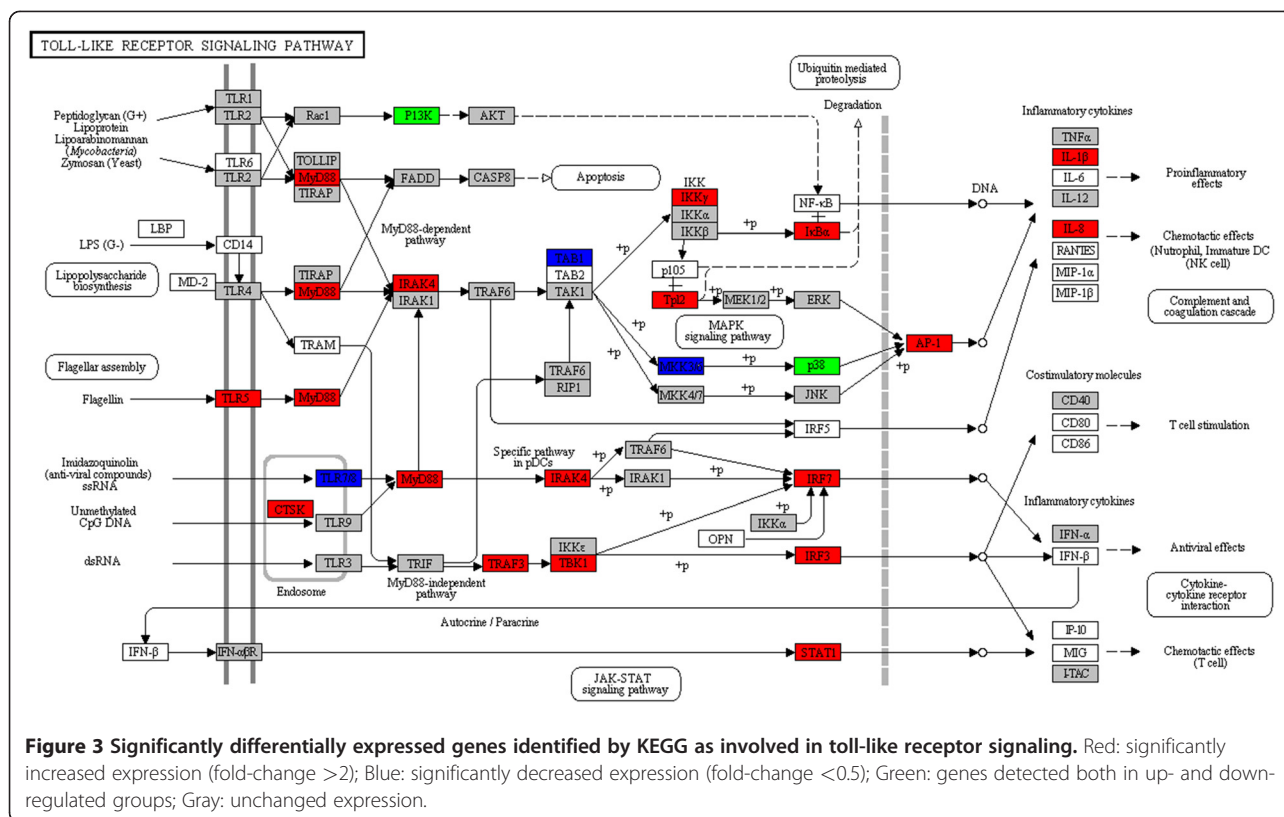 TOLL-LIKE RECEPTOR SIGNALING PATHWAY
Ubiquitin mediated
proteolysis
Degradation
Peptidoglycan (G+)
Lipoprotein
Lipoarabinomannan
(Mycobacteria)
Zymosan (Yeast)
TLR1
TLR2
TLR6
TLR2
Rac1
P13K
AKT
TOLLIP
MyD88
TIRAP
FADD
CASP8
Apoptosis
MyD88-dependent
pathway
LBP
LPS (G-)
CD14
Lipopolysaccharide
biosynthesis
MD-2
TLR4
TIRAP
MyD88
IRAK4
IRAK1
TRAF6
TAB1
TAB2
TAK1
TRAM
IKK
IKKγ
IKKα
IKKβ
+p
+p
NF-κB
IκBα
p105
Tpl2
+p
MEK1/2
+p
ERK
MAPK
signaling pathway
+p
+p
MKK3/6
+p
p38
MKK4/7
+p
JNK
+p
AP-1
DNA
Flagellar assembly
Flagellin
TLR5
MyD88
TRAF6
RIP1
IRF5
Imidazoquinolin
(anti-viral compounds)
ssRNA
TLR7/8
MyD88
Specific pathway
in pDCs
IRAK4
+p
+p
TRAF6
IRAK1
+p
IRF7
Unmethylated
CpG DNA
CTSK
TLR9
IKKα
+p
OPN
dsRNA
TLR3
Endosome
TRIF
MyD88-independent
pathway
TRAF3
IKKε
TBK1
+p
IRF3
Autocrine / Paracrine
IFN-β
IFN-αβR
STAT1
JAK-STAT
signaling pathway
Inflammatory cytokines
TNFα
IL-1β
IL-6
IL-12
Proinflammatory
effects
IL-8
RANTES
MIP-1α
MIP-1β
Chemotactic effects
(Nutrophil, Immature DC
(NK cell)
Complement and
coagulation cascade
Costimulatory molecules
CD40
CD80
CD86
T cell stimulation
Inflammatory cytokines
IFN-α
IFN-β
Antiviral effects
Cytokine-
cytokine receptor
interaction
IP-10
MIG
I-TAC
Chemotactic effects
(T cell)
Figure 3 Significantly differentially expressed genes identified by KEGG as involved in toll-like receptor signaling. Red: significantly
increased expression (fold-change >2); Blue: significantly decreased expression (fold-change <0.5); Green: genes detected both in up- and down-
regulated groups; Gray: unchanged expression.